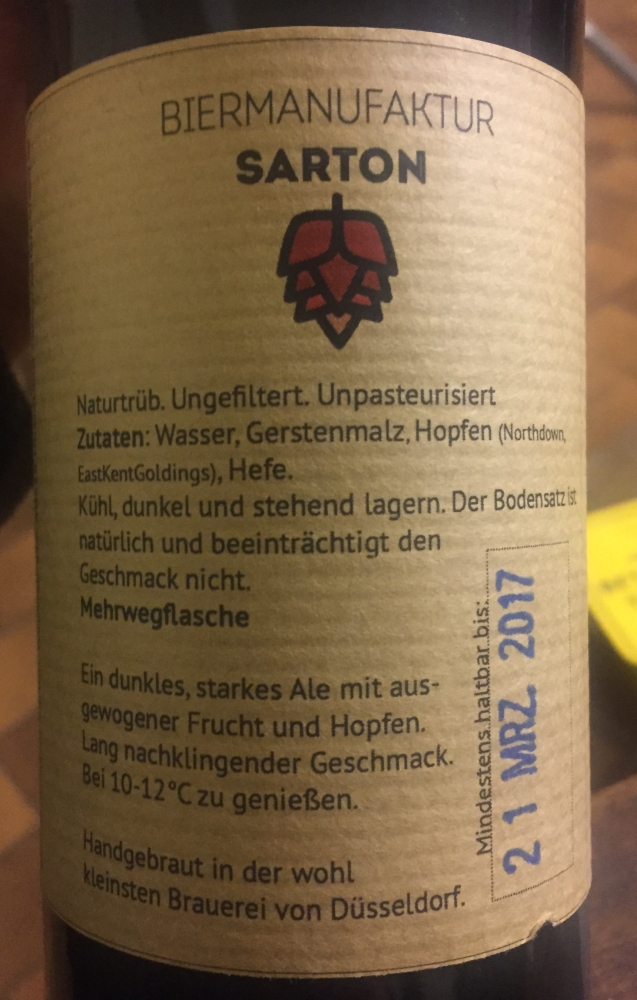 BIERMANUFAKTUR
SARTON
Naturtrüb. Ungefiltert. Unpasteurisiert
Zutaten: Wasser, Gerstenmalz, Hopfen (Northdown,
EastKentGoldings), Hefe.
Kühl, dunkel und stehend lagern. Der Bodensatz ist
natürlich und beeinträchtigt den
Geschmack nicht.
Mehrwegflasche
Ein dunkles, starkes Ale mit aus-
gewogener Frucht und Hopfen.
Lang nachklingender Geschmack.
Bei 10-12°C zu genießen.
Handgebraut in der wohl
kleinsten Brauerei von Düsseldorf.
Mindestens haltbar bis:
21 MRZ. 2017